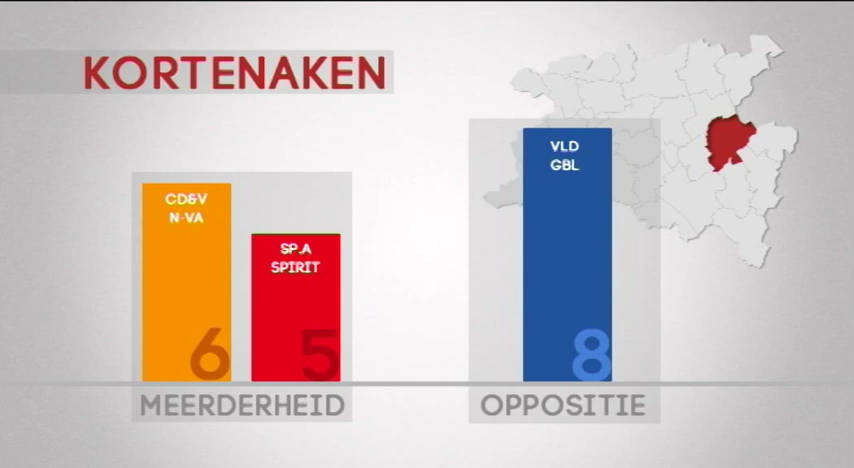 KORTENAKEN
CD&V
N-VA
6
SP.A
SPIRIT
5
VLD
GBL
8
MEERDERHEID
OPPOSITIE